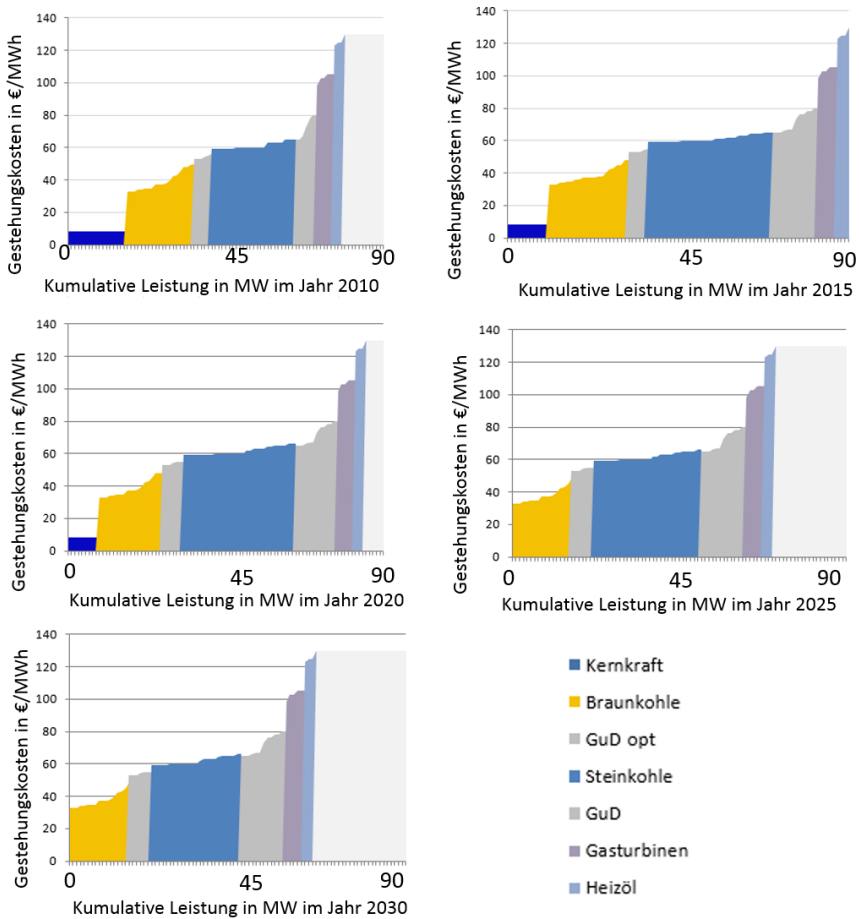 Gestehungskosten in €/MWh
140
120
100
80
60
40
20
0
0 45 90
Kumulative Leistung in MW im Jahr 2010
Gestehungskosten in €/MWh
140
120
100
80
60
40
20
0
0 45 90
Kumulative Leistung in MW im Jahr 2015
Gestehungskosten in €/MWh
140
120
100
80
60
40
20
0
0 45 90
Kumulative Leistung in MW im Jahr 2020
Gestehungskosten in €/MWh
140
120
100
80
60
40
20
0
0 45 90
Kumulative Leistung in MW im Jahr 2025
Gestehungskosten in €/MWh
140
120
100
80
60
40
20
0
0 45 90
Kumulative Leistung in MW im Jahr 2030
Kernkraft
Braunkohle
GuD opt
Steinkohle
GuD
Gasturbinen
Heizöl